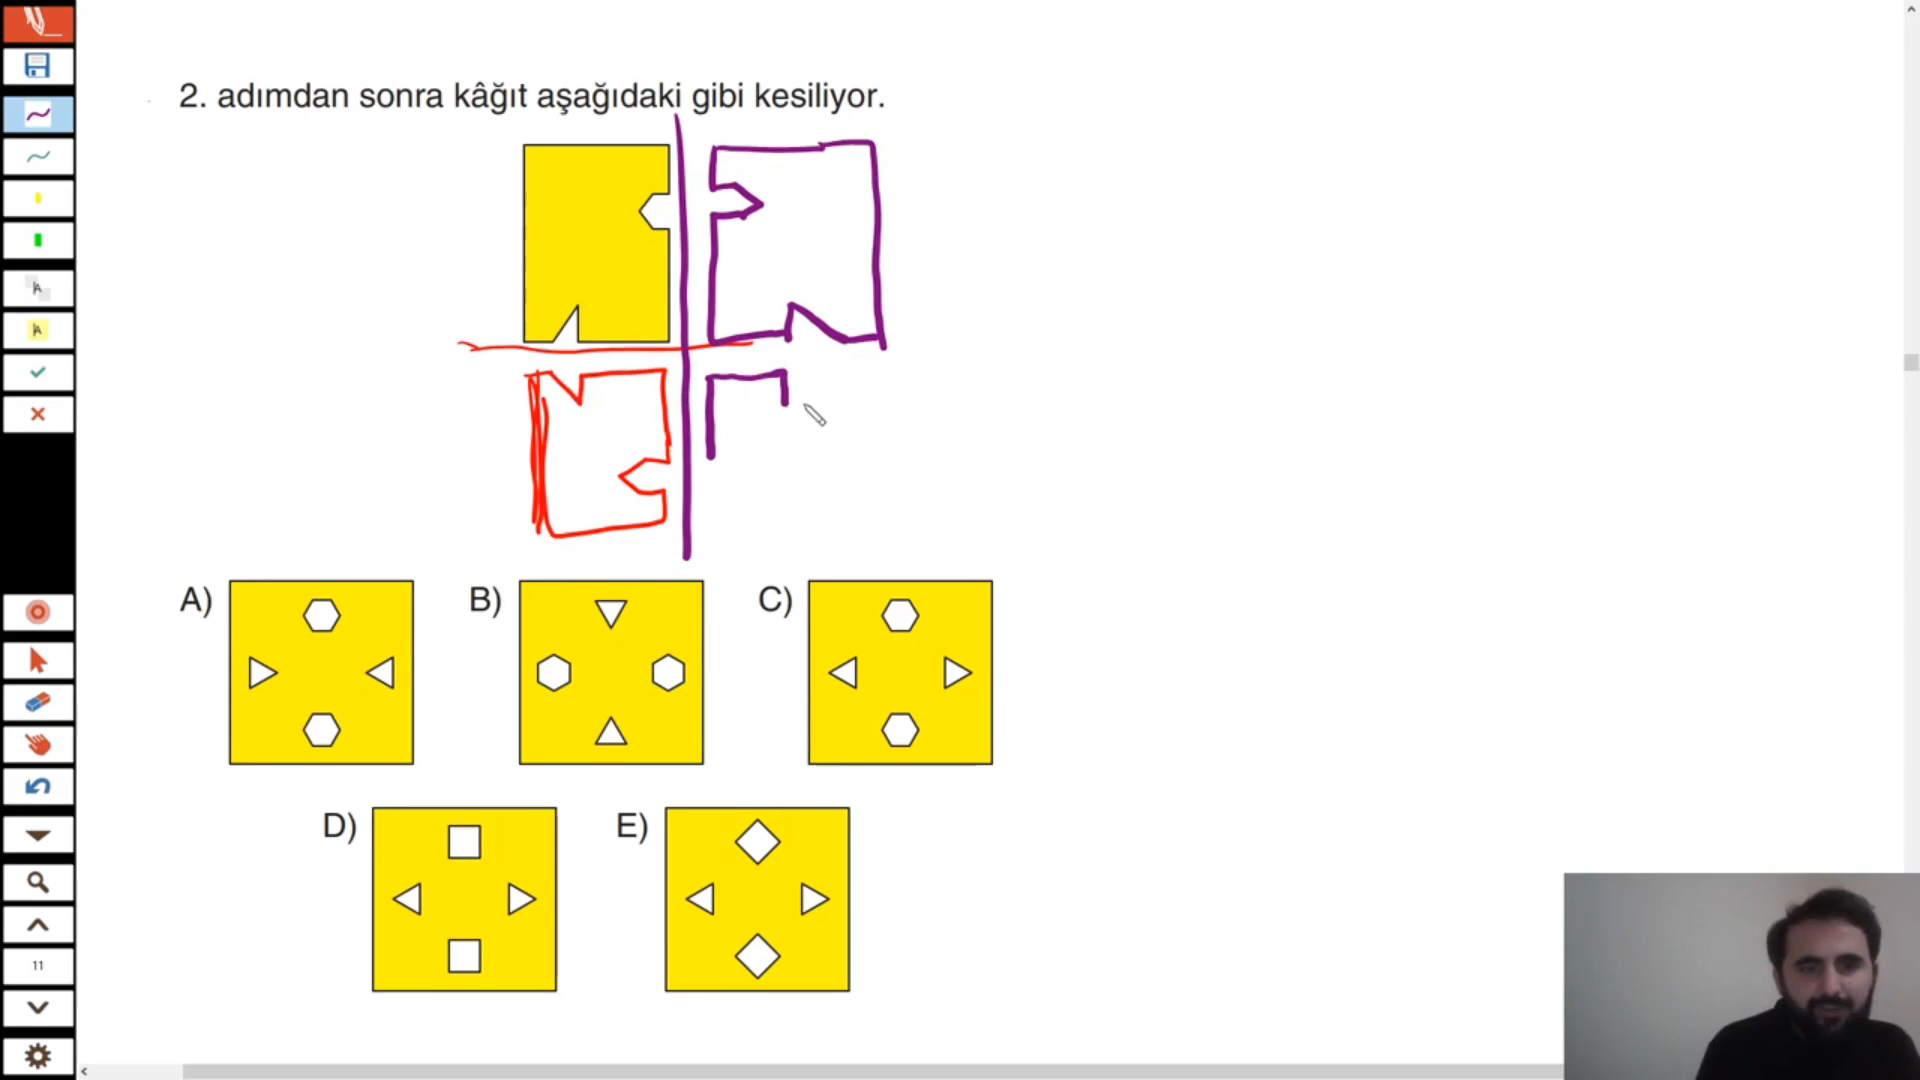 2. adımdan sonra kâğıt aşağıdaki gibi kesiliyor.
A)
B)
C)
D)
E)
A
A
11